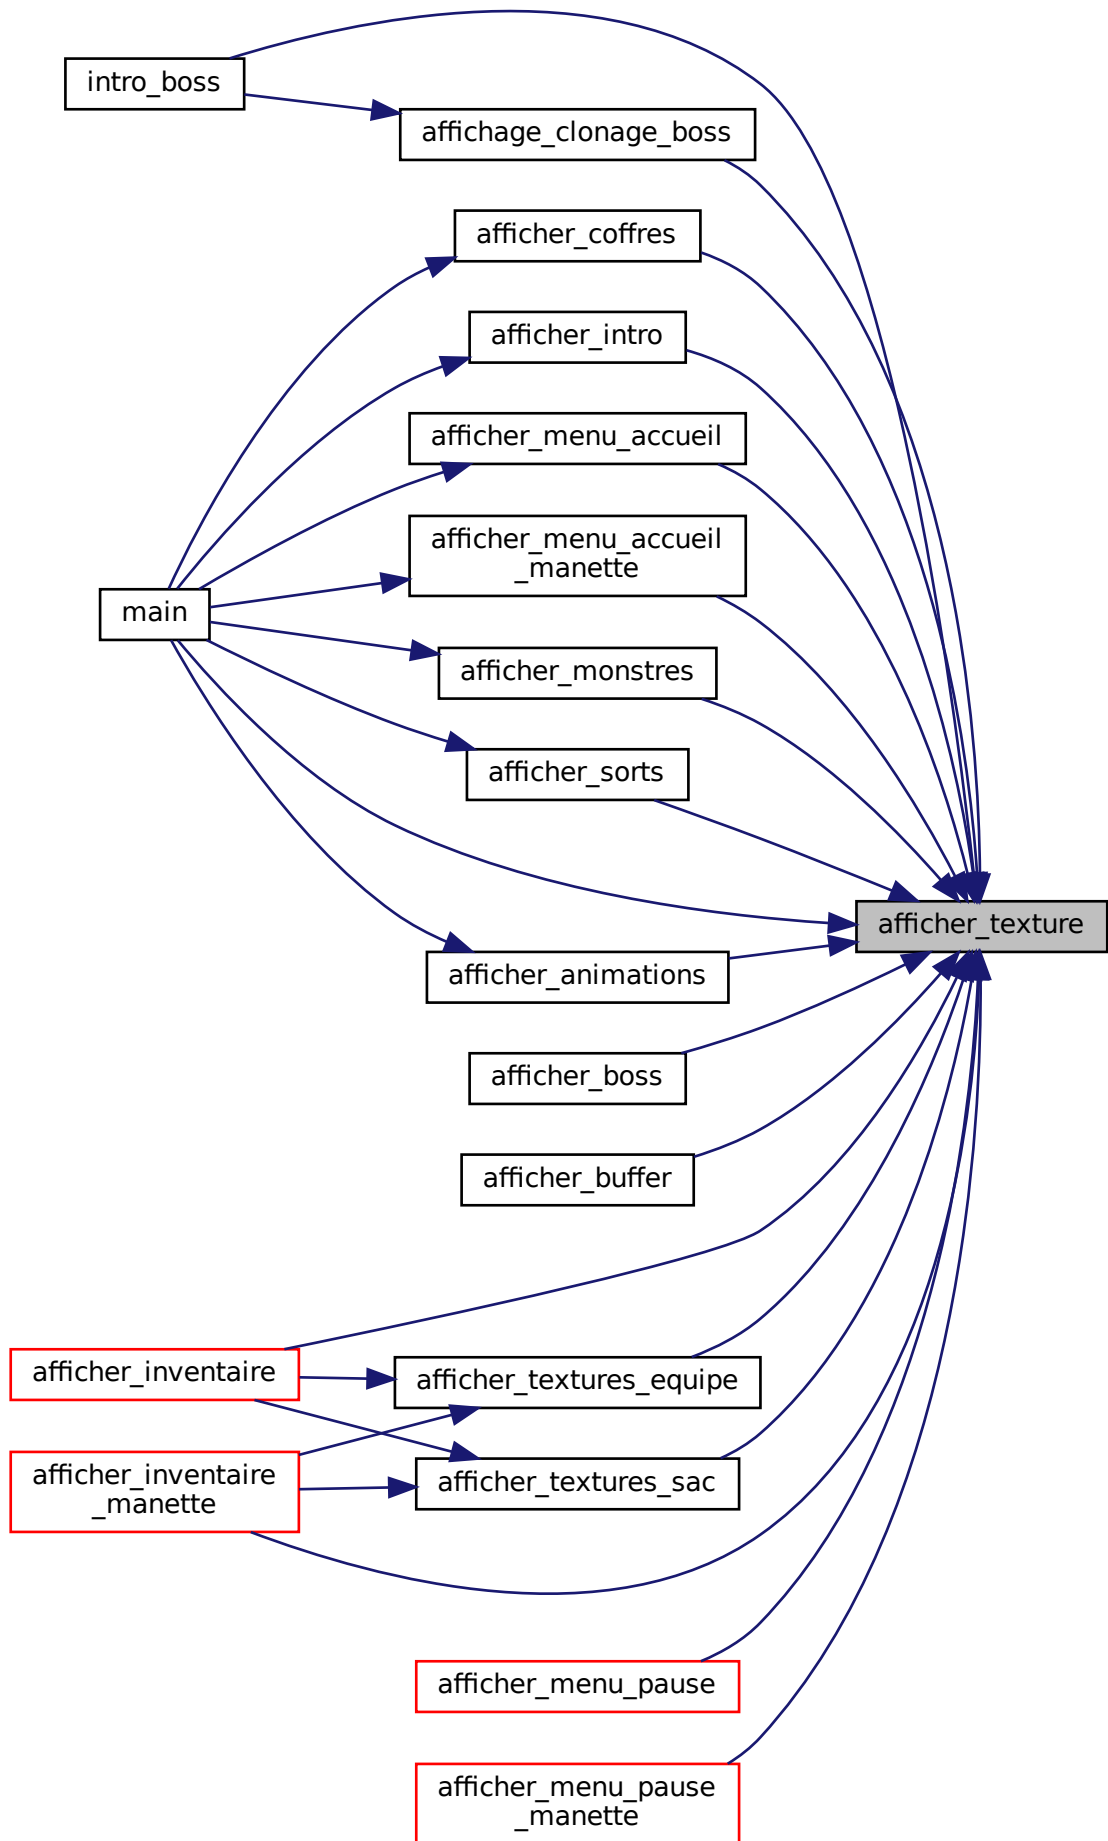 intro_boss
affichage_clonage_boss
afficher_coffres
afficher_intro
afficher_menu_accueil
afficher_menu_accueil
_manette
main
afficher_monstres
afficher_sorts
afficher_texture
afficher_animations
afficher_boss
afficher_buffer
afficher_inventaire
afficher_textures_equipe
afficher_inventaire
_manette
afficher_textures_sac
afficher_menu_pause
afficher_menu_pause
_manette